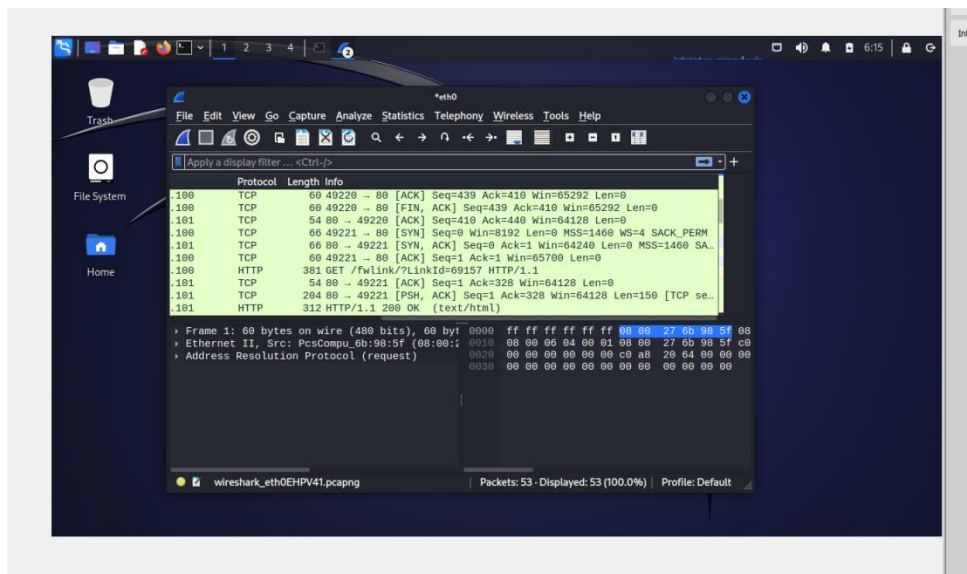 Int
1 2 3 4 2 6:15
Trash
File System
Home
*eth0
File Edit View Go Capture Analyze Statistics Telephony Wireless Tools Help
Apply a display filter ... <Ctrl-/>
Protocol Length Info
.100 TCP 60 49220 → 80 [ACK] Seq=439 Ack=410 Win=65292 Len=0
.100 TCP 60 49220 → 80 [FIN, ACK] Seq=439 Ack=410 Win=65292 Len=0
.101 TCP 54 80 → 49220 [ACK] Seq=410 Ack=440 Win=64128 Len=0
.100 TCP 66 49221 → 80 [SYN] Seq=0 Win=8192 Len=0 MSS=1460 WS=4 SACK_PERM
.101 TCP 66 80 → 49221 [SYN, ACK] Seq=0 Ack=1 Win=64240 Len=0 MSS=1460 SA…
.100 TCP 60 49221 → 80 [ACK] Seq=1 Ack=1 Win=65700 Len=0
.100 HTTP 381 GET /fwlink/?LinkId=69157 HTTP/1.1
.101 TCP 54 80 → 49221 [ACK] Seq=1 Ack=328 Win=64128 Len=0
.101 TCP 204 80 → 49221 [PSH, ACK] Seq=1 Ack=328 Win=64128 Len=150 [TCP se…
.101 HTTP 312 HTTP/1.1 200 OK (text/html)
Frame 1: 60 bytes on wire (480 bits), 60 byt
Ethernet II, Src: PcsCompu_6b:98:5f (08:00:2
Address Resolution Protocol (request)
0000 ff ff ff ff ff ff 08 00 27 6b 98 5f 08
0010 08 00 06 04 00 01 08 00 27 6b 98 5f c0
0020 00 00 00 00 00 00 c0 a8 20 64 00 00 00
0030 00 00 00 00 00 00 00 00 00 00 00 00
wireshark_eth0EHPV41.pcapng Packets: 53 · Displayed: 53 (100.0%) Profile: Default